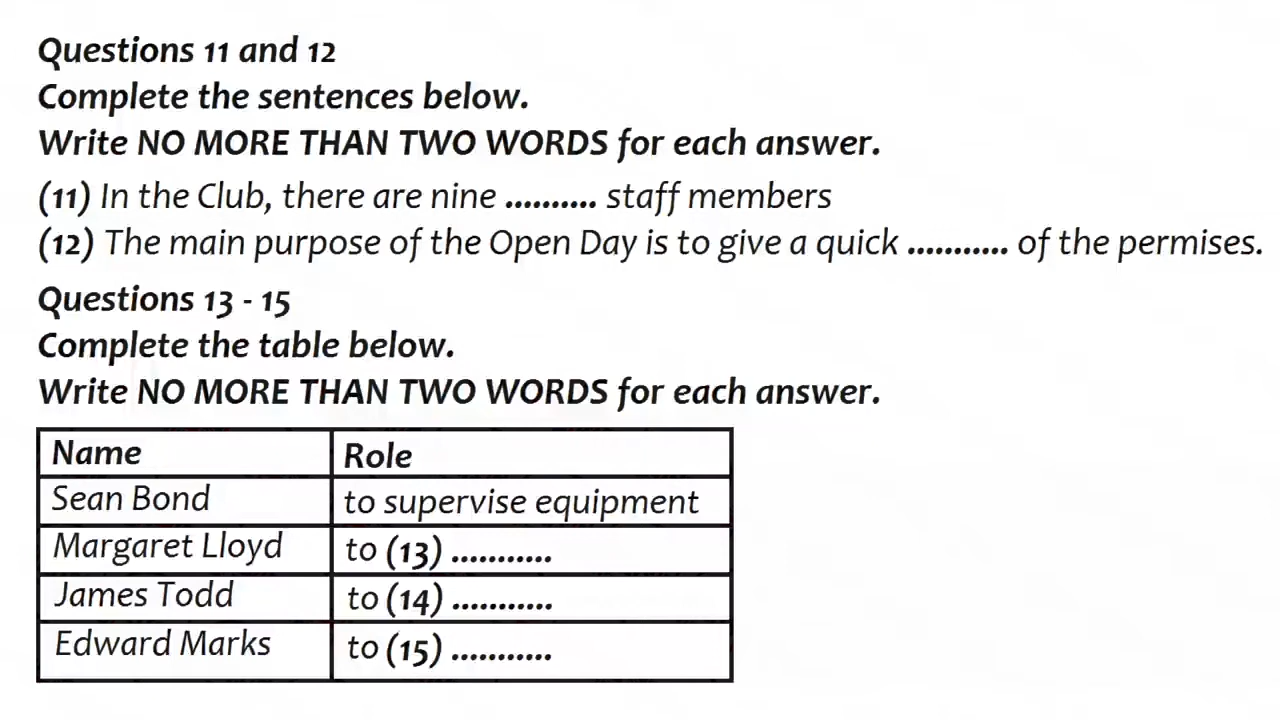 Questions 11 and 12
Complete the sentences below.
Write NO MORE THAN TWO WORDS for each answer.
(11) In the Club, there are nine .......... staff members
(12) The main purpose of the Open Day is to give a quick ........... of the permises.
Questions 13 - 15
Complete the table below.
Write NO MORE THAN TWO WORDS for each answer.
Name Role
Sean Bond to supervise equipment
Margaret Lloyd to (13) ...........
James Todd to (14) ...........
Edward Marks to (15) ...........